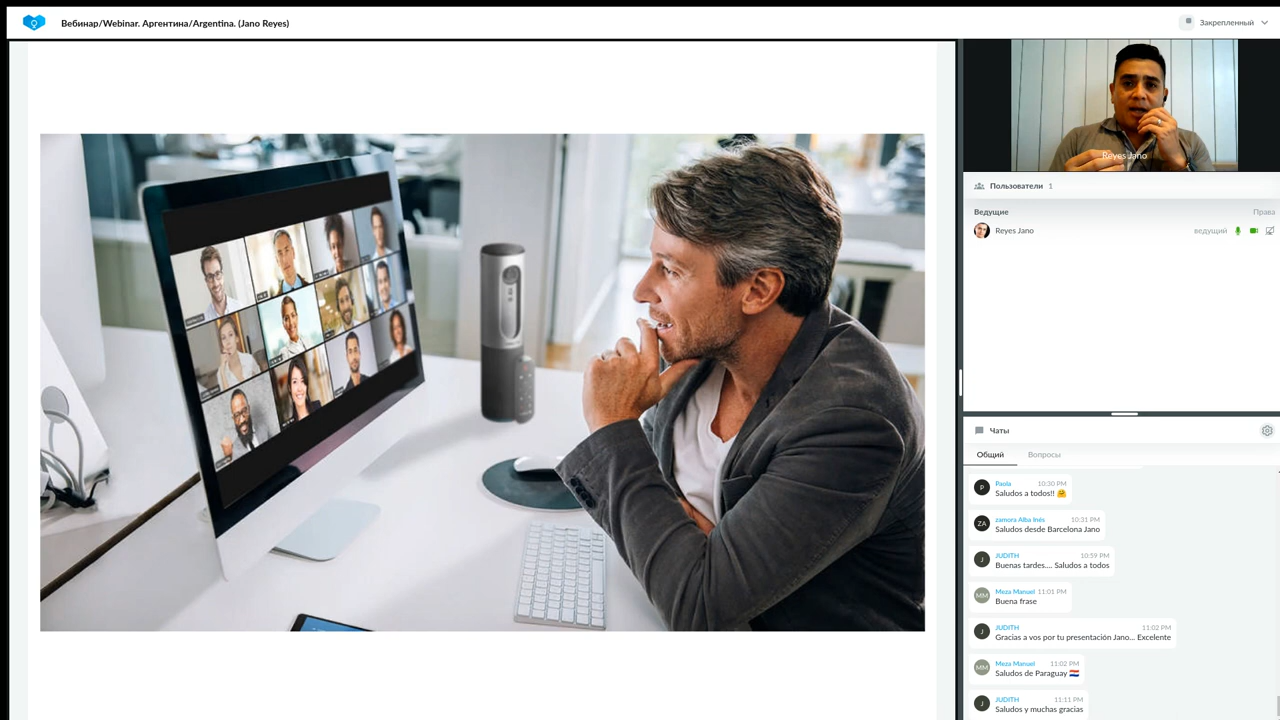 Вебинар/Webinar. Аргентина/Argentina. (Jano Reyes)
Закрепленный
Reyes Jano
Пользователи 1
Ведущие Права
Reyes Jano ведущий
Чаты
Общий Вопросы
P Paola 10:30 PM
Saludos a todos!! 🤗
ZA zamora Alba Inés 10:31 PM
Saludos desde Barcelona Jano
J JUDITH 10:59 PM
Buenas tardes.... Saludos a todos
MM Meza Manuel 11:01 PM
Buena frase
J JUDITH 11:02 PM
Gracias a vos por tu presentación Jano... Excelente
MM Meza Manuel 11:02 PM
Saludos de Paraguay 🇵🇾
J JUDITH 11:11 PM
Saludos y muchas gracias